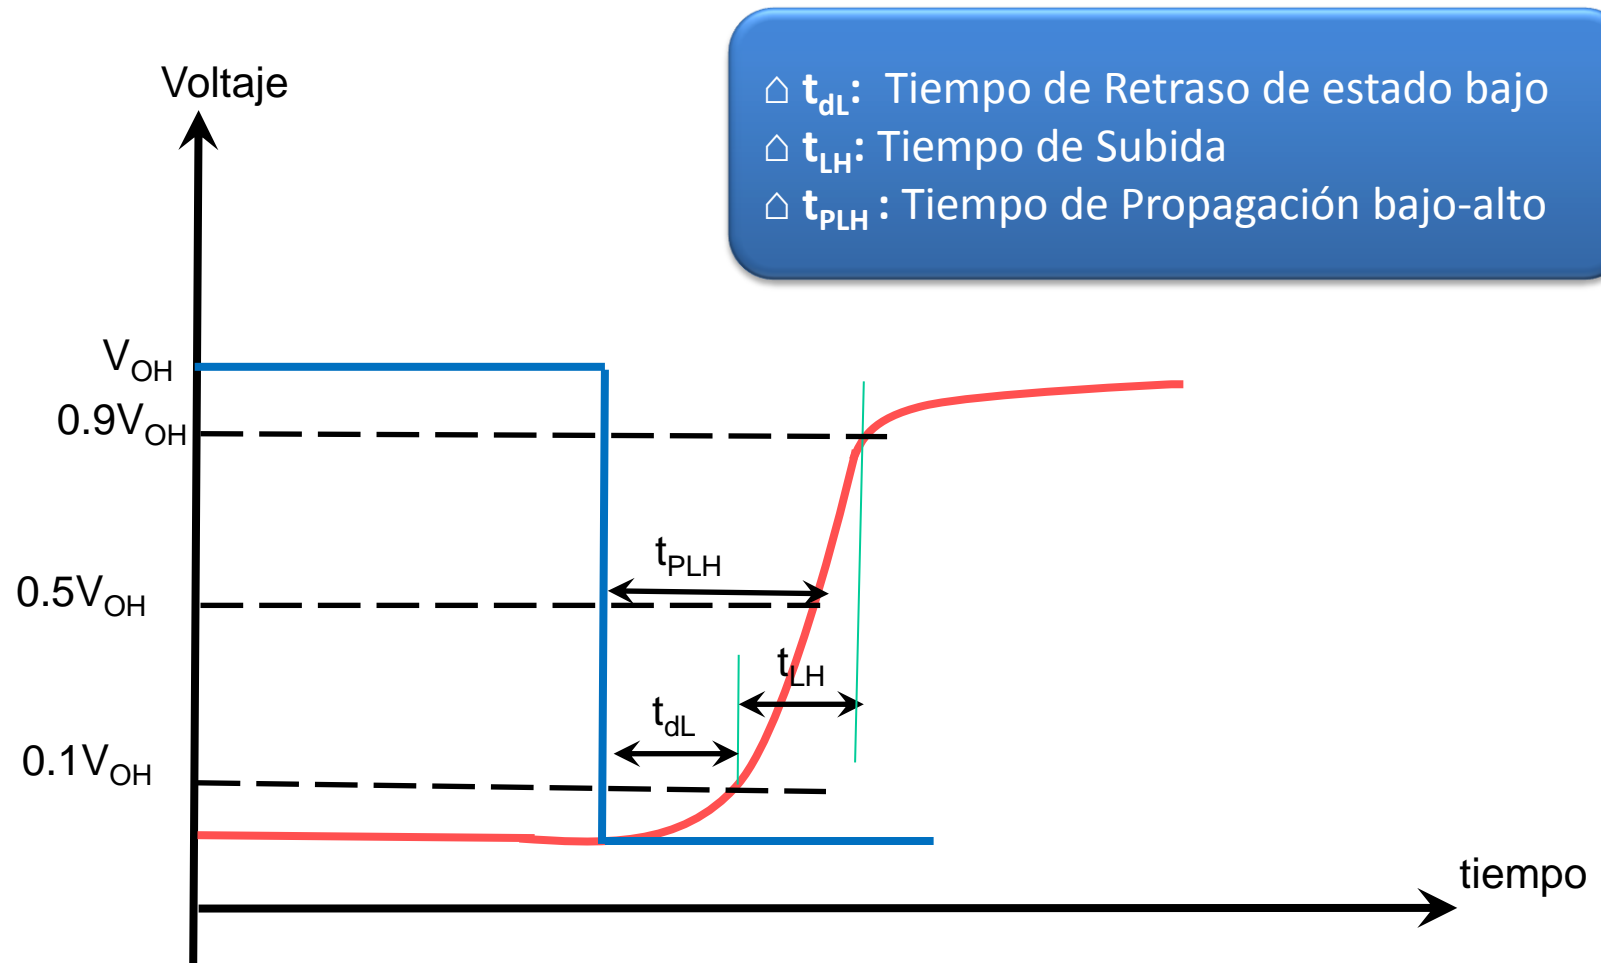 ⌂ tdL: Tiempo de Retraso de estado bajo
⌂ tLH: Tiempo de Subida
⌂ tPLH : Tiempo de Propagación bajo-alto
Voltaje
VOH
0.9VOH
tPLH
0.5VOH
tLH
tdL
0.1VOH
tiempo